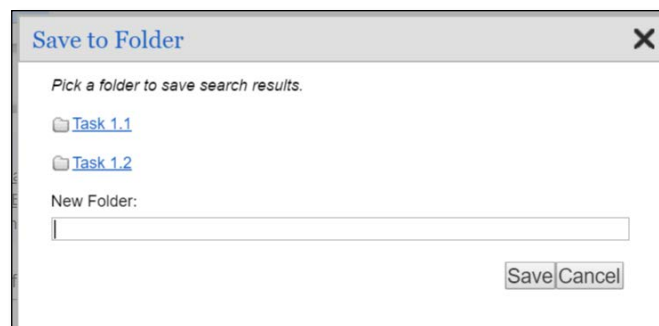 Save to Folder
Pick a folder to save search results.
Task 1.1
Task 1.2
New Folder:
Save Cancel